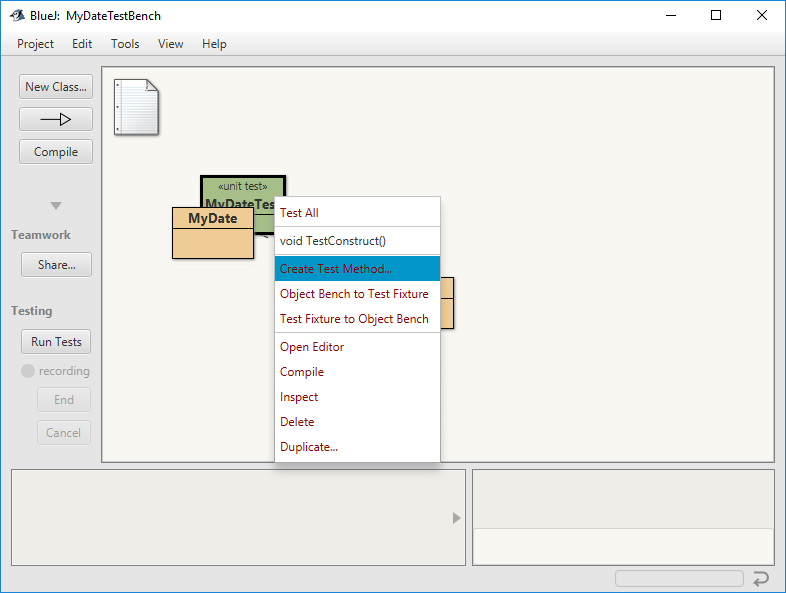 BlueJ: MyDateTestBench
Project Edit Tools View Help
New Class...
Compile
Teamwork
Share...
Testing
Run Tests
recording
End
Cancel
«unit test»
MyDateTes
MyDate
Test All
void TestConstruct()
Create Test Method...
Object Bench to Test Fixture
Test Fixture to Object Bench
Open Editor
Compile
Inspect
Delete
Duplicate...